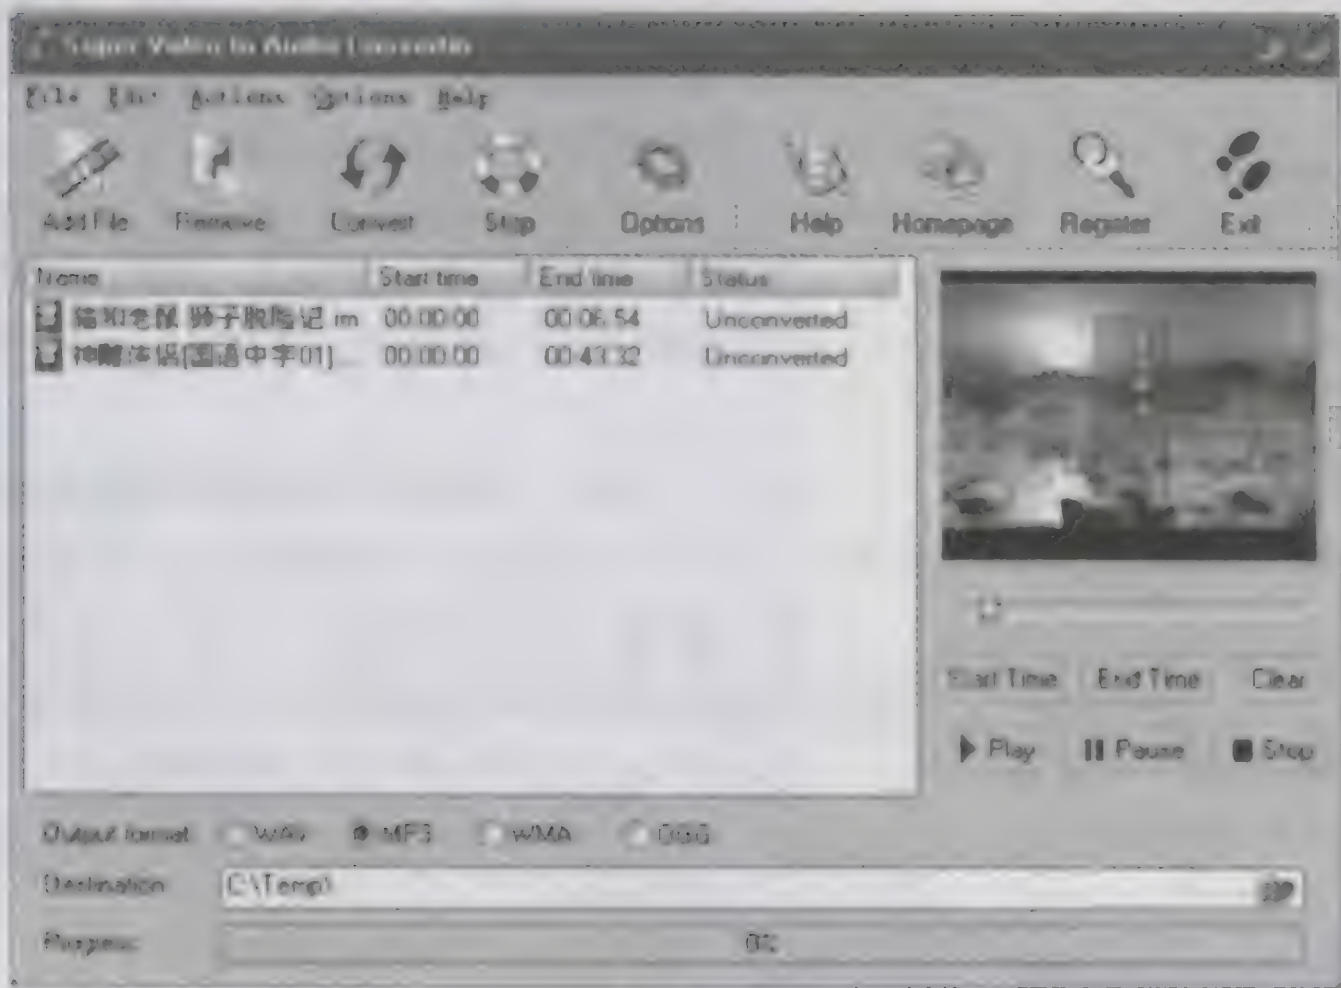 Super Video to Audio Converter
File Edit Actions Options Help
Add File Remove Convert Stop Options Help Homepage Register Exit
Name Start time End time Status
猫和老鼠 狮子脱险记 rm 00:00:00 00:06:54 Unconverted
神雕侠侣[国语中字01]... 00:00:00 00:43:32 Unconverted
Start Time End Time Clear
Play Pause Stop
Output format WAV MP3 WMA OGG
Destination C:\Temp\
Progress 0%